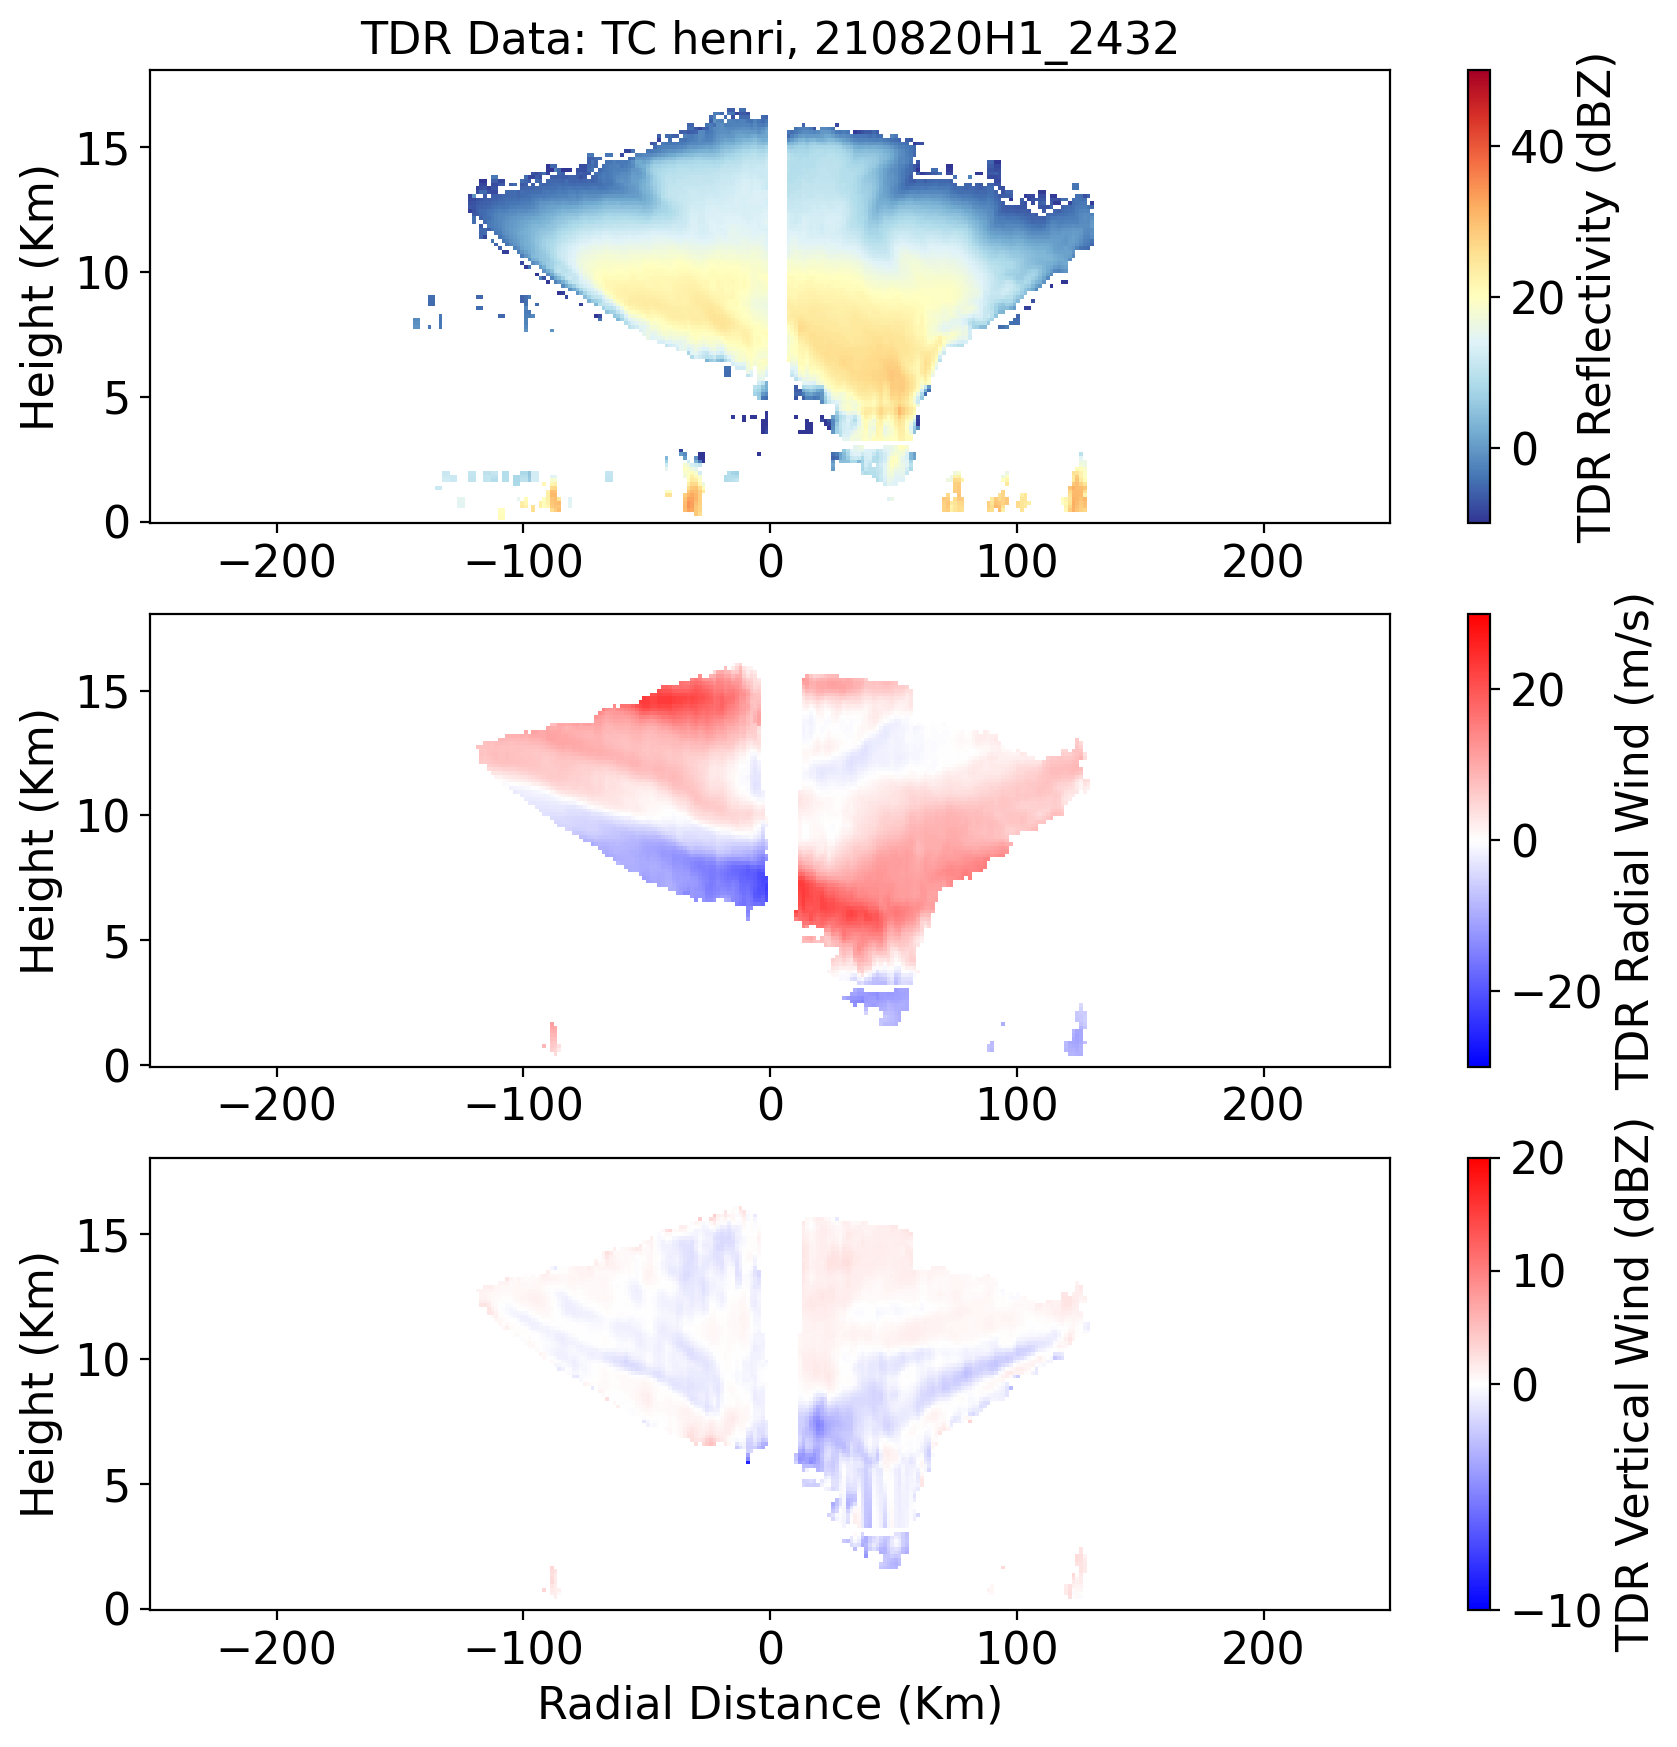 TDR Data: TC henri, 210820H1_2432
15
10
5
0
Height (Km)
−200 −100 0 100 200
40
20
0
TDR Reflectivity (dBZ)
15
10
5
0
Height (Km)
−200 −100 0 100 200
20
0
−20
TDR Radial Wind (m/s)
15
10
5
0
Height (Km)
−200 −100 0 100 200
Radial Distance (Km)
20
10
0
−10
TDR Vertical Wind (dBZ)